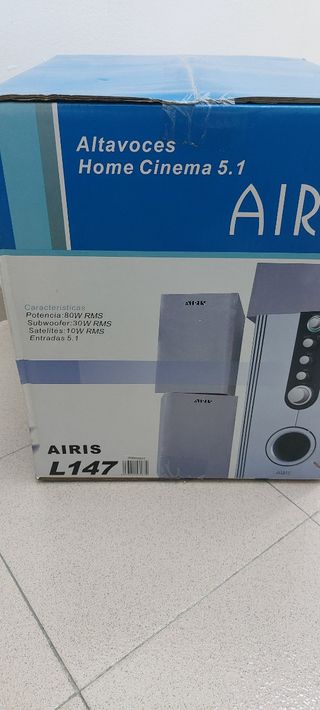 Altavoces
Home Cinema 5.1
AIR
Características
Potencia:80W RMS
Subwoofer:30W RMS
Satelites:10W RMS
Entradas 5.1
AIRIS
AIRIS
AIRIS
AIRIS
L147